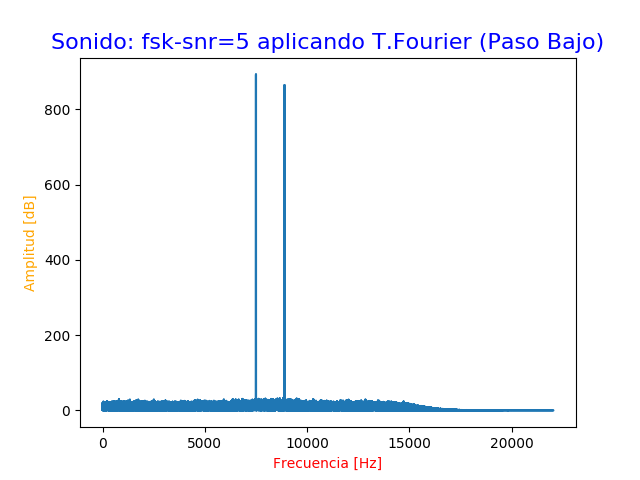 Sonido: fsk-snr=5 aplicando T.Fourier (Paso Bajo)
Amplitud [dB]
800
600
400
200
0
0 5000 10000 15000 20000
Frecuencia [Hz]